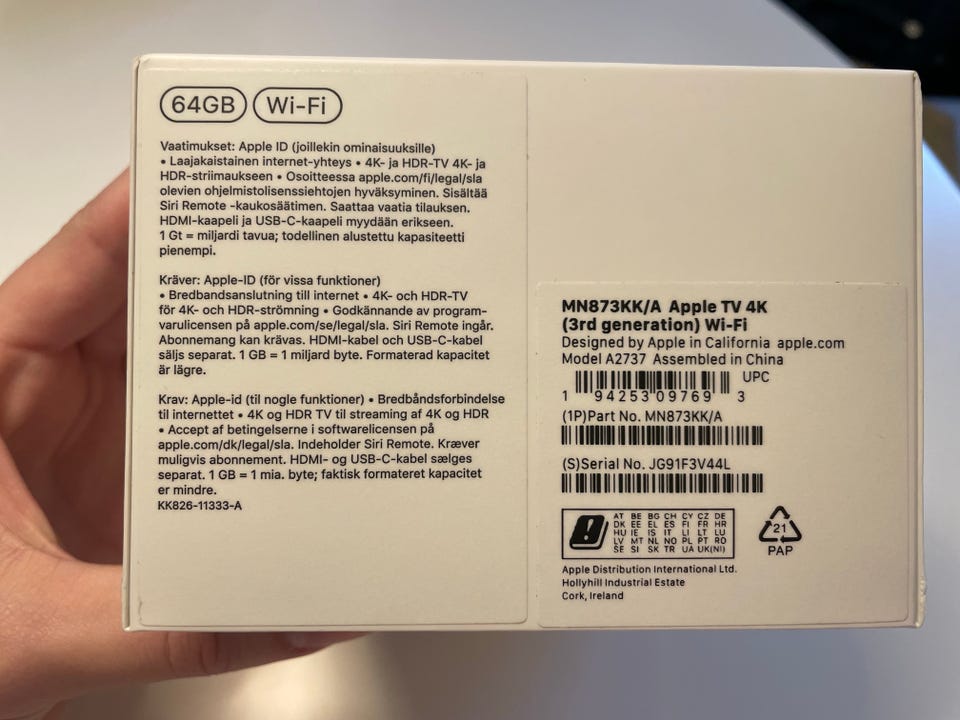 64GB Wi-Fi
Vaatimukset: Apple ID (joillekin ominaisuuksille)
• Laajakaistainen internet-yhteys • 4K- ja HDR-TV 4K- ja
HDR-striimaukseen • Osoitteessa apple.com/fi/legal/sla
olevien ohjelmistolisenssiehtojen hyväksyminen. Sisältää
Siri Remote -kaukosäätimen. Saattaa vaatia tilauksen.
HDMI-kaapeli ja USB-C-kaapeli myydään erikseen.
1 Gt = miljardi tavua; todellinen alustettu kapasiteetti
pienempi.
Kräver: Apple-ID (för vissa funktioner)
• Bredbandsanslutning till internet • 4K- och HDR-TV
för 4K- och HDR-strömning • Godkännande av program-
varulicensen på apple.com/se/legal/sla. Siri Remote ingår.
Abonnemang kan krävas. HDMI-kabel och USB-C-kabel
säljs separat. 1 GB = 1 miljard byte. Formaterad kapacitet
är lägre.
Krav: Apple-id (til nogle funktioner) • Bredbåndsforbindelse
til internettet • 4K og HDR TV til streaming af 4K og HDR
• Accept af betingelserne i softwarelicensen på
apple.com/dk/legal/sla. Indeholder Siri Remote. Kræver
muligvis abonnement. HDMI- og USB-C-kabel sælges
separat. 1 GB = 1 mia. byte; faktisk formateret kapacitet
er mindre.
KK826-11333-A
MN873KK/A Apple TV 4K
(3rd generation) Wi-Fi
Designed by Apple in California apple.com
Model A2737 Assembled in China
UPC
1 94253 09769 3
(1P)Part No. MN873KK/A
(S)Serial No. JG91F3V44L
AT BE BG CH CY CZ DE
DK EE EL ES FI FR HR
HU IE IS IT LI LT LU
LV MT NL NO PL PT RO
SE SI SK TR UA UK(NI)
21
PAP
Apple Distribution International Ltd.
Hollyhill Industrial Estate
Cork, Ireland